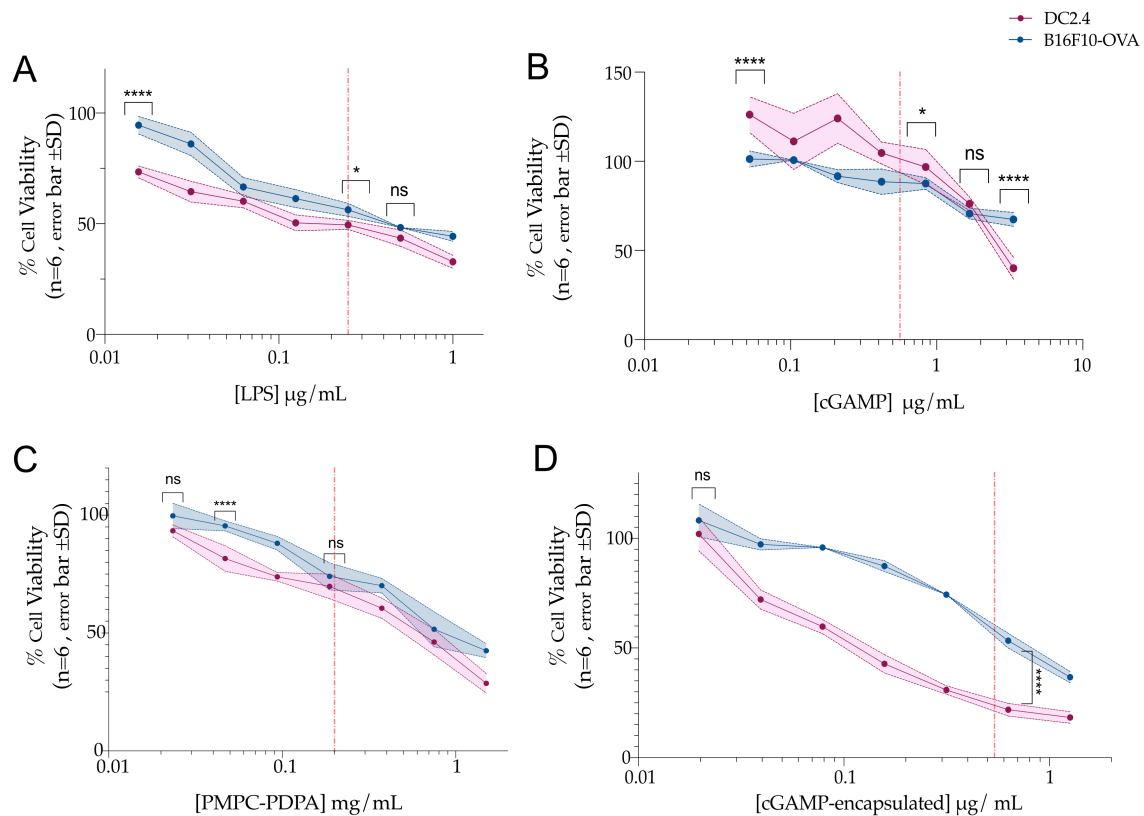 DC2.4
B16F10-OVA
A
% Cell Viability
(n=6 , error bar ±SD)
100
50
0
****
*
ns
0.01
0.1
1
[LPS] µg/mL
B
% Cell Viability
(n=6 , error bar ±SD)
150
100
50
0
****
*
ns
****
0.01
0.1
1
10
[cGAMP] µg/mL
C
% Cell Viability
(n=6 , error bar ±SD)
100
50
0
ns
****
ns
0.01
0.1
1
[PMPC-PDPA] mg/mL
D
% Cell Viability
(n=6 , error bar ±SD)
100
50
0
ns
****
0.01
0.1
1
[cGAMP-encapsulated] µg/ mL